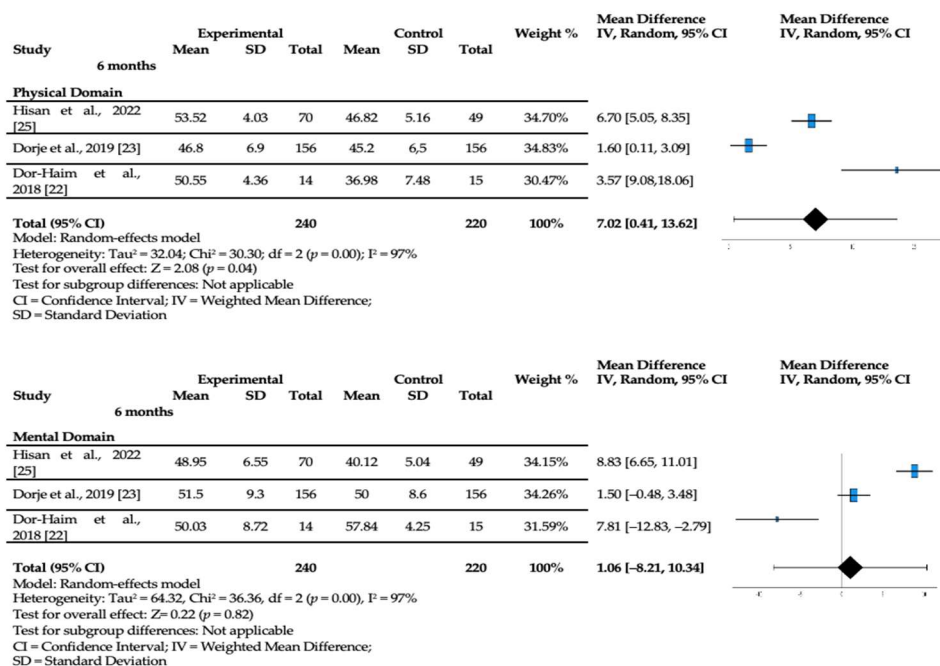 Experimental Control Weight % Mean Difference Mean Difference
Study Mean SD Total Mean SD Total IV, Random, 95% CI IV, Random, 95% CI
6 months
Physical Domain
Hisan et al., 2022 [25] 53.52 4.03 70 46.82 5.16 49 34.70% 6.70 [5.05, 8.35]
Dorje et al., 2019 [23] 46.8 6.9 156 45.2 6,5 156 34.83% 1.60 [0.11, 3.09]
Dor-Haim et al., 2018 [22] 50.55 4.36 14 36.98 7.48 15 30.47% 3.57 [9.08,18.06]
Total (95% CI) 240 220 100% 7.02 [0.41, 13.62]
Model: Random-effects model
Heterogeneity: Tau² = 32.04; Chi² = 30.30; df = 2 (p = 0.00); I² = 97%
Test for overall effect: Z = 2.08 (p = 0.04)
Test for subgroup differences: Not applicable
CI = Confidence Interval; IV = Weighted Mean Difference;
SD = Standard Deviation
Experimental Control Weight % Mean Difference Mean Difference
Study Mean SD Total Mean SD Total IV, Random, 95% CI IV, Random, 95% CI
6 months
Mental Domain
Hisan et al., 2022 [25] 48.95 6.55 70 40.12 5.04 49 34.15% 8.83 [6.65, 11.01]
Dorje et al., 2019 [23] 51.5 9.3 156 50 8.6 156 34.26% 1.50 [−0.48, 3.48]
Dor-Haim et al., 2018 [22] 50.03 8.72 14 57.84 4.25 15 31.59% 7.81 [−12.83, −2.79]
Total (95% CI) 240 220 100% 1.06 [−8.21, 10.34]
Model: Random-effects model
Heterogeneity: Tau² = 64.32, Chi² = 36.36, df = 2 (p = 0.00), I² = 97%
Test for overall effect: Z= 0.22 (p = 0.82)
Test for subgroup differences: Not applicable
CI = Confidence Interval; IV = Weighted Mean Difference;
SD = Standard Deviation